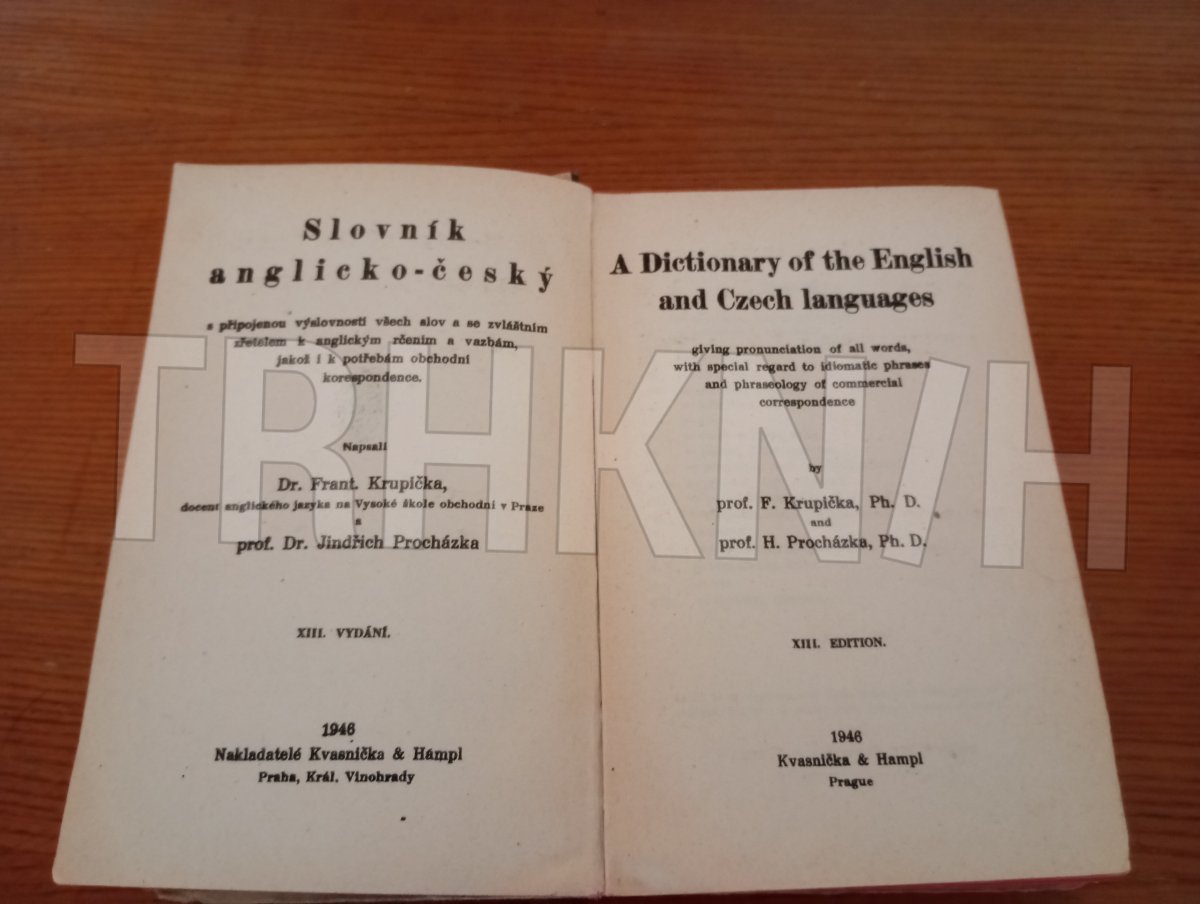 Slovník
anglicko-český
s připojenou výslovností všech slov a se zvláštním
zřetelem k anglickým rčením a vazbám,
jakož i k potřebám obchodní
korespondence.
Napsali
Dr. Frant. Krupička,
docent anglického jazyka na Vysoké škole obchodní v Praze
a
prof. Dr. Jindřich Procházka
XIII. VYDÁNÍ.
1946
Nakladatelé Kvasnička & Hampl
Praha, Král. Vinohrady
A Dictionary of the English
and Czech languages
giving pronunciation of all words,
with special regard to idiomatic phrases
and phraseology of commercial
correspondence
by
prof. F. Krupička, Ph. D.
and
prof. H. Procházka, Ph. D.
XIII. EDITION.
1946
Kvasnička & Hampl
Prague
TRHKNIH